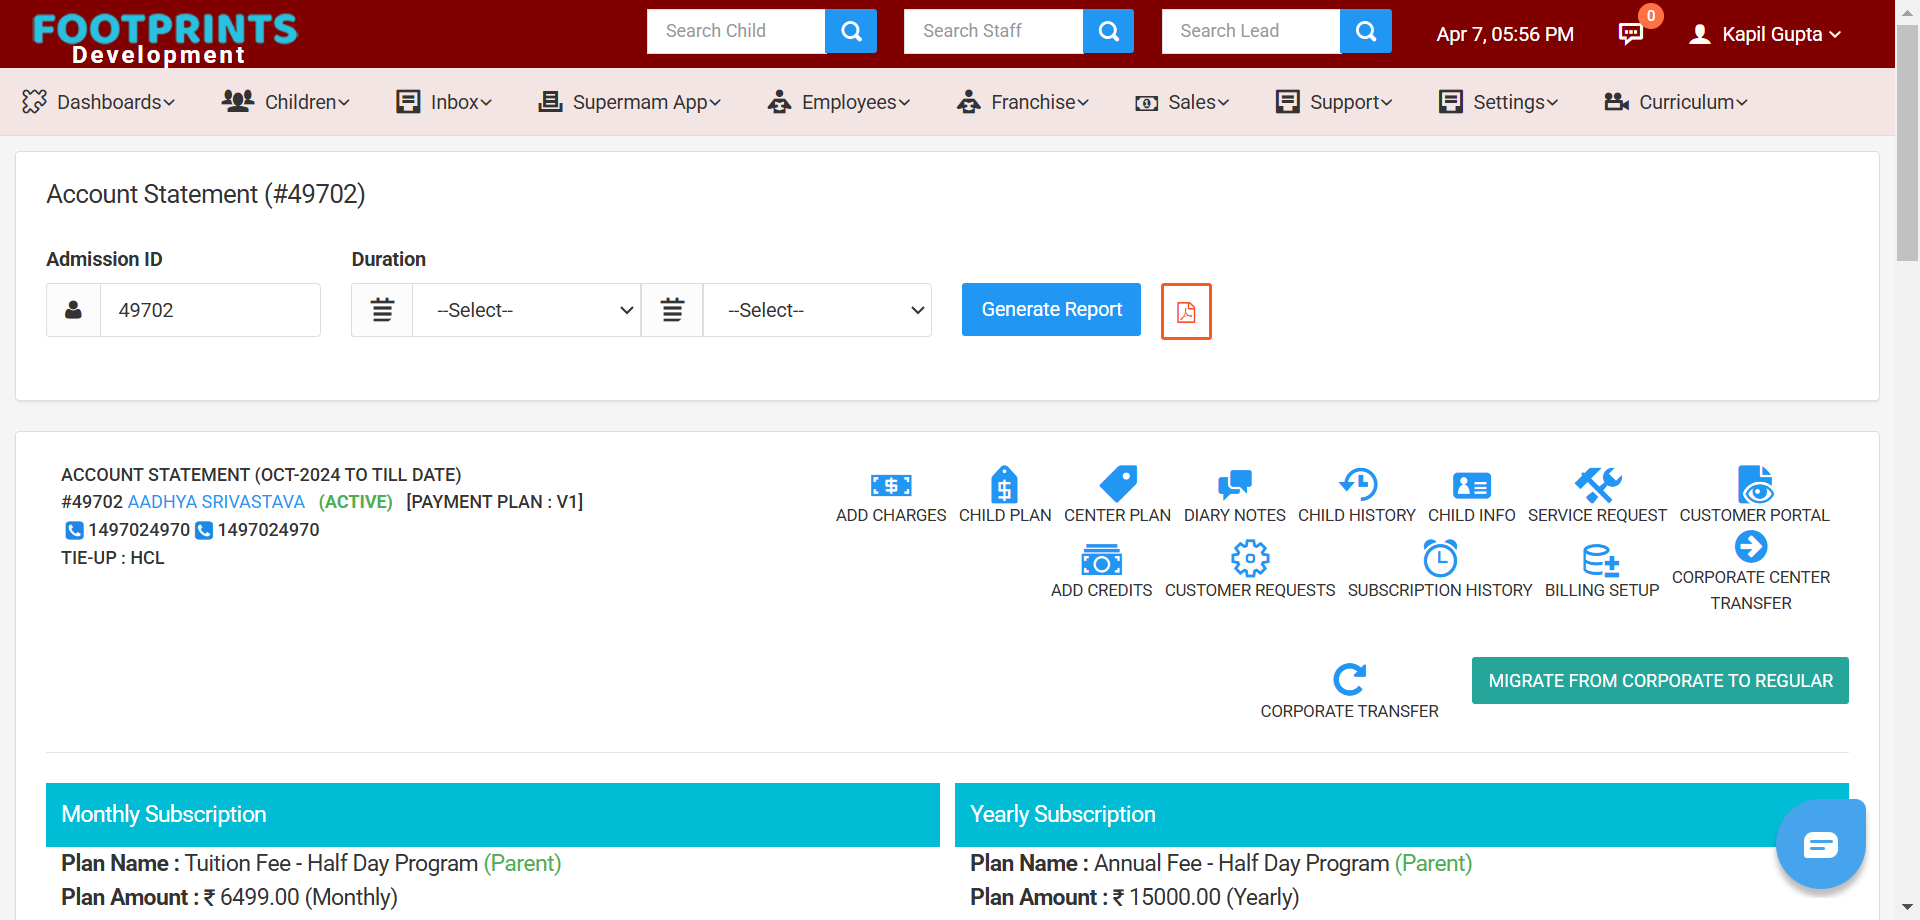 FOOTPRINTS
Development
Search Child
Search Staff
Search Lead
Apr 7, 05:56 PM
0
Kapil Gupta
Dashboards
Children
Inbox
Supermam App
Employees
Franchise
Sales
Support
Settings
Curriculum
Account Statement (#49702)
Admission ID
Duration
49702
--Select--
--Select--
Generate Report
ACCOUNT STATEMENT (OCT-2024 TO TILL DATE)
#49702 AADHYA SRIVASTAVA (ACTIVE) [PAYMENT PLAN : V1]
1497024970 1497024970
TIE-UP : HCL
ADD CHARGES
CHILD PLAN
CENTER PLAN
DIARY NOTES
CHILD HISTORY
CHILD INFO
SERVICE REQUEST
CUSTOMER PORTAL
ADD CREDITS
CUSTOMER REQUESTS
SUBSCRIPTION HISTORY
BILLING SETUP
CORPORATE CENTER
TRANSFER
CORPORATE TRANSFER
MIGRATE FROM CORPORATE TO REGULAR
Monthly Subscription
Plan Name : Tuition Fee - Half Day Program (Parent)
Plan Amount : ₹ 6499.00 (Monthly)
Yearly Subscription
Plan Name : Annual Fee - Half Day Program (Parent)
Plan Amount : ₹ 15000.00 (Yearly)